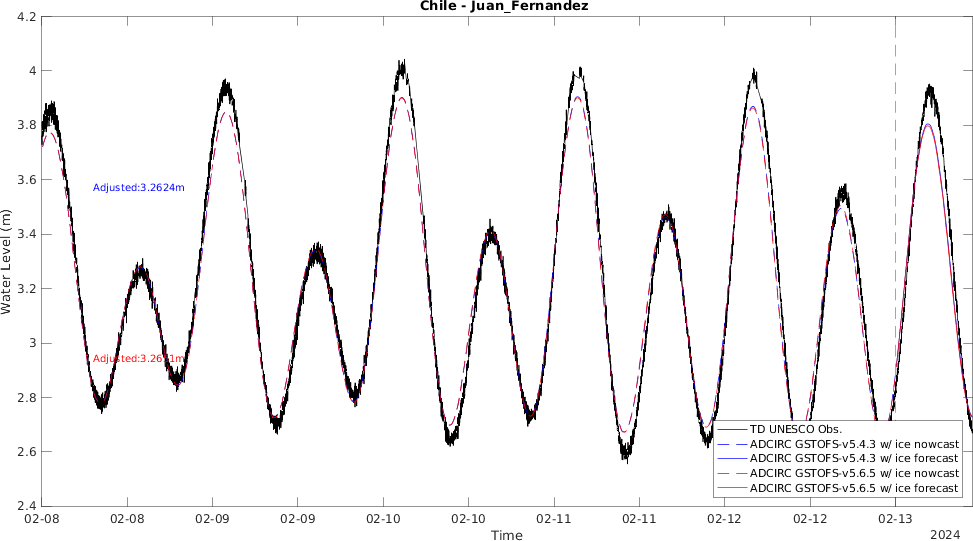 Chile - Juan_Fernandez
4.2
4
3.8
3.6
3.4
3.2
3
2.8
2.6
2.4
Water Level (m)
Adjusted:3.2624m
Adjusted:3.2671m
TD UNESCO Obs.
ADCIRC GSTOFS-v5.4.3 w/ ice nowcast
ADCIRC GSTOFS-v5.4.3 w/ ice forecast
ADCIRC GSTOFS-v5.6.5 w/ ice nowcast
ADCIRC GSTOFS-v5.6.5 w/ ice forecast
02-08 02-08 02-09 02-09 02-10 02-10 02-11 02-11 02-12 02-12 02-13
Time
2024